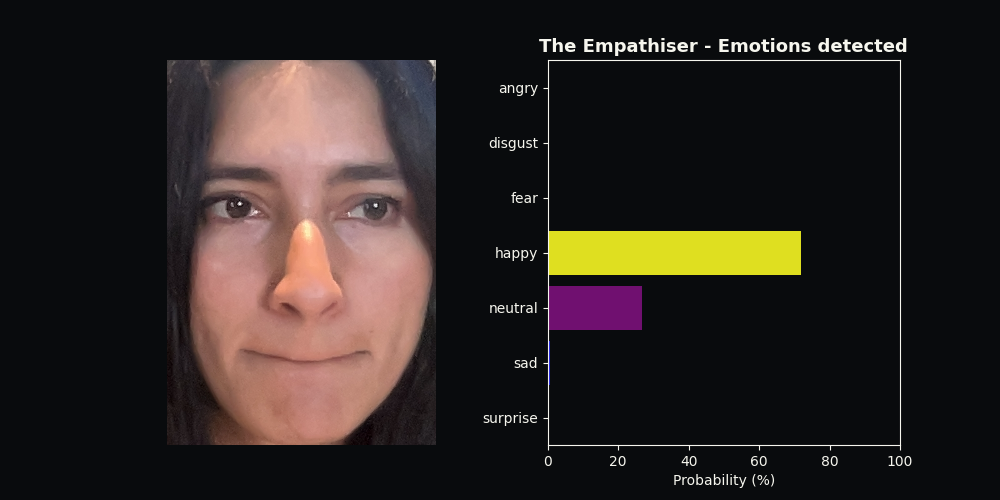 The Empathiser - Emotions detected
angry
disgust
fear
happy
neutral
sad
surprise
0 20 40 60 80 100
Probability (%)